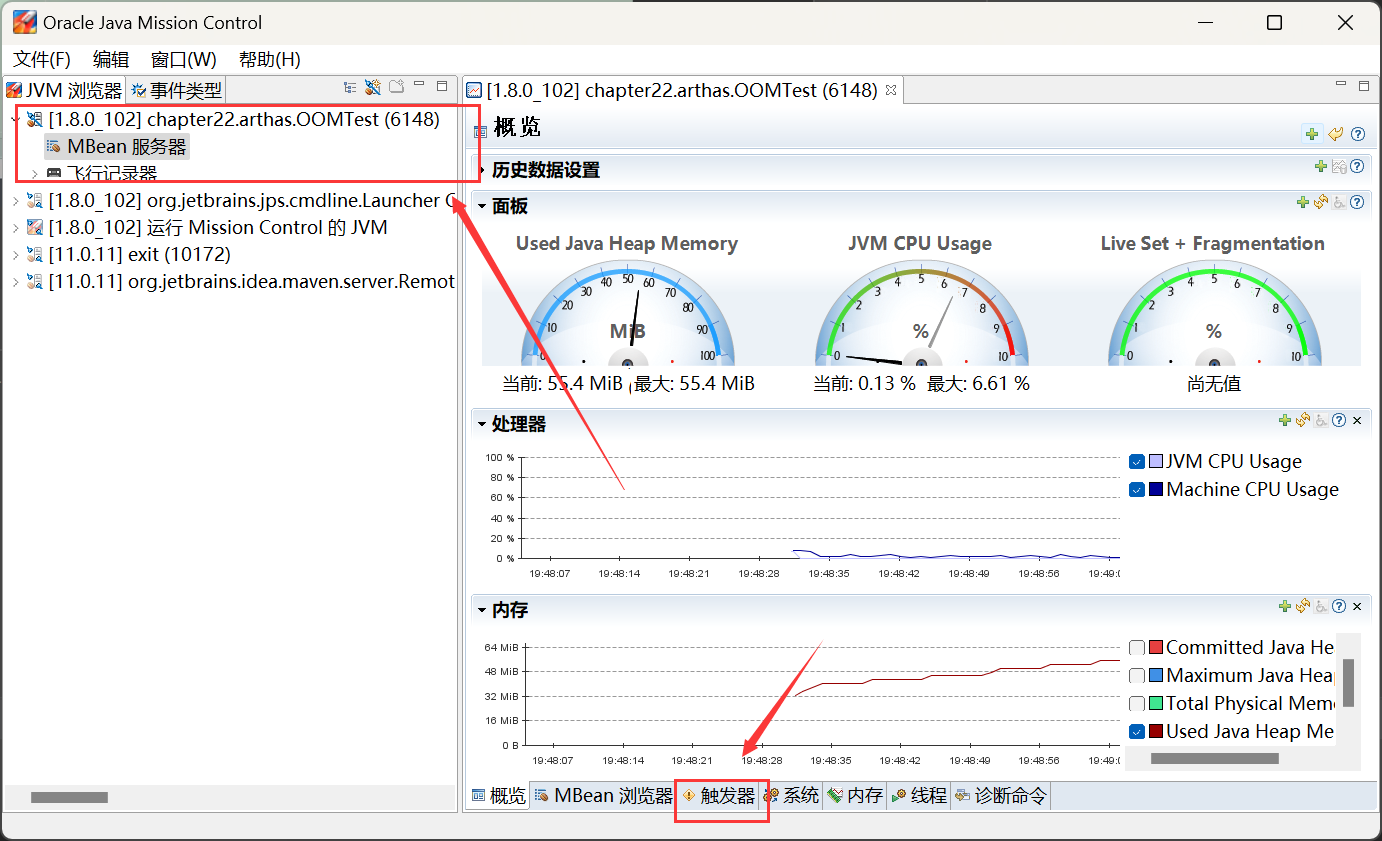 Oracle Java Mission Control
文件(F) 编辑 窗口(W) 帮助(H)
JVM 浏览器 事件类型
[1.8.0_102] chapter22.arthas.OOMTest (6148)
MBean 服务器
飞行记录器
[1.8.0_102] org.jetbrains.jps.cmdline.Launcher
[1.8.0_102] 运行 Mission Control 的 JVM
[11.0.11] exit (10172)
[11.0.11] org.jetbrains.idea.maven.server.Remot
[1.8.0_102] chapter22.arthas.OOMTest (6148)
概览
历史数据设置
面板
Used Java Heap Memory
0 10 20 30 40 50 60 70 80 90 100
MiB
当前: 55.4 MiB 最大: 55.4 MiB
JVM CPU Usage
0 1 2 3 4 5 6 7 8 9 10
%
当前: 0.13 % 最大: 6.61 %
Live Set + Fragmentation
0 1 2 3 4 5 6 7 8 9 10
%
尚无值
处理器
100 %
80 %
60 %
40 %
20 %
0 %
19:48:07 19:48:14 19:48:21 19:48:28 19:48:35 19:48:42 19:48:49 19:48:56 19:49:0
JVM CPU Usage
Machine CPU Usage
内存
64 MiB
48 MiB
32 MiB
16 MiB
0 B
19:48:07 19:48:14 19:48:21 19:48:28 19:48:35 19:48:42 19:48:49 19:48:56 19:49:0
Committed Java He
Maximum Java Hea
Total Physical Mem
Used Java Heap Me
概览 MBean 浏览器 触发器 系统 内存 线程 诊断命令